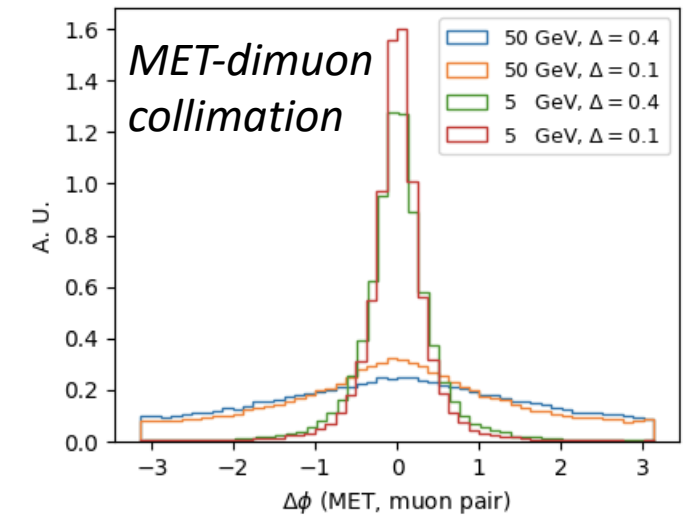 MET-dimuon
collimation
50 GeV, Δ = 0.4
50 GeV, Δ = 0.1
5 GeV, Δ = 0.4
5 GeV, Δ = 0.1
A. U.
1.6
1.4
1.2
1.0
0.8
0.6
0.4
0.2
0.0
−3 −2 −1 0 1 2 3
Δϕ (MET, muon pair)